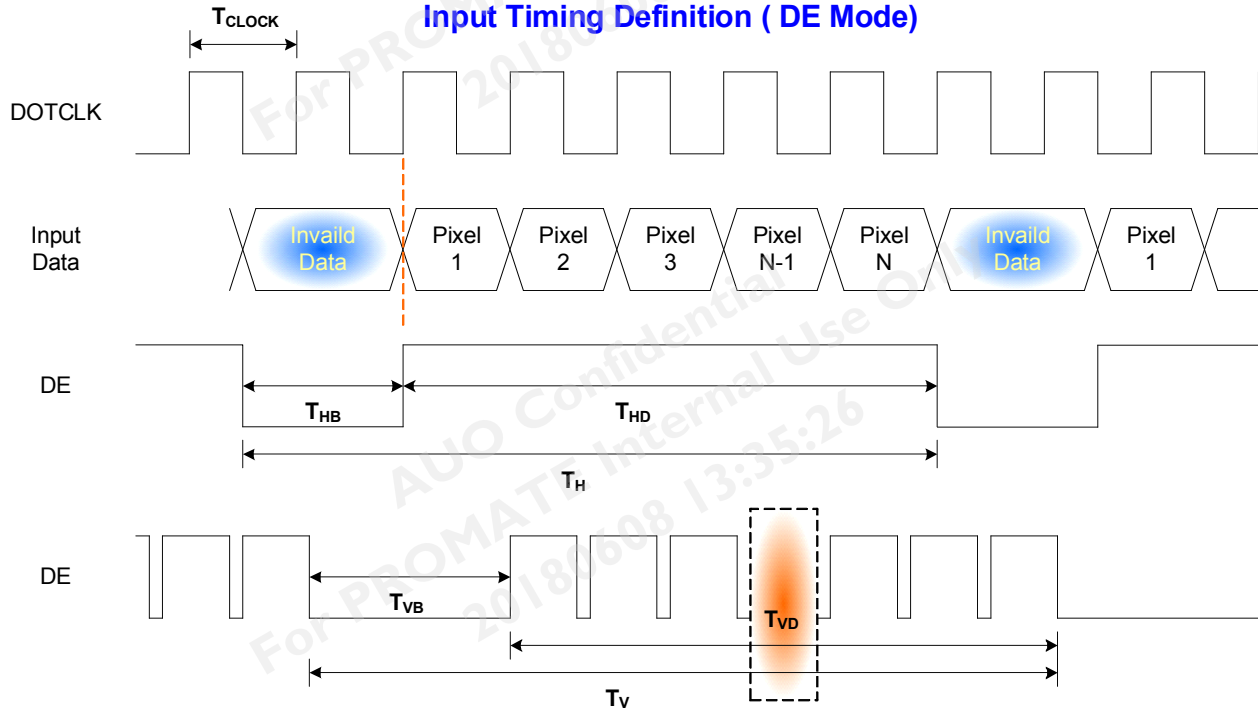 Input Timing Definition ( DE Mode)
TCLOCK
DOTCLK
Input
Data
Invaild
Data
Pixel
1
Pixel
2
Pixel
3
Pixel
N-1
Pixel
N
Invaild
Data
Pixel
1
DE
THB
THD
TH
DE
TVB
TVD
TV
For PROMATE Internal Use Only
AUO Confidential
20180608 13:35:26